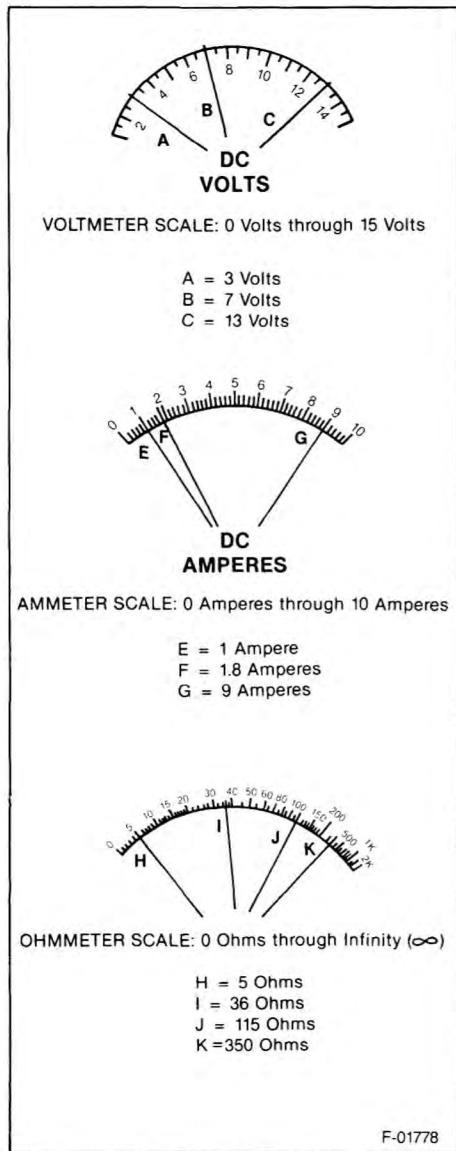 2 4 6 8 10 12 14
A B C
DC
VOLTS
VOLTMETER SCALE: 0 Volts through 15 Volts
A = 3 Volts
B = 7 Volts
C = 13 Volts
0 1 2 3 4 5 6 7 8 9 10
E F G
DC
AMPERES
AMMETER SCALE: 0 Amperes through 10 Amperes
E = 1 Ampere
F = 1.8 Amperes
G = 9 Amperes
0 5 10 15 20 30 40 50 60 80 100 150 200 500 1K 2K
H I J K
OHMMETER SCALE: 0 Ohms through Infinity (∞)
H = 5 Ohms
I = 36 Ohms
J = 115 Ohms
K =350 Ohms
F-01778